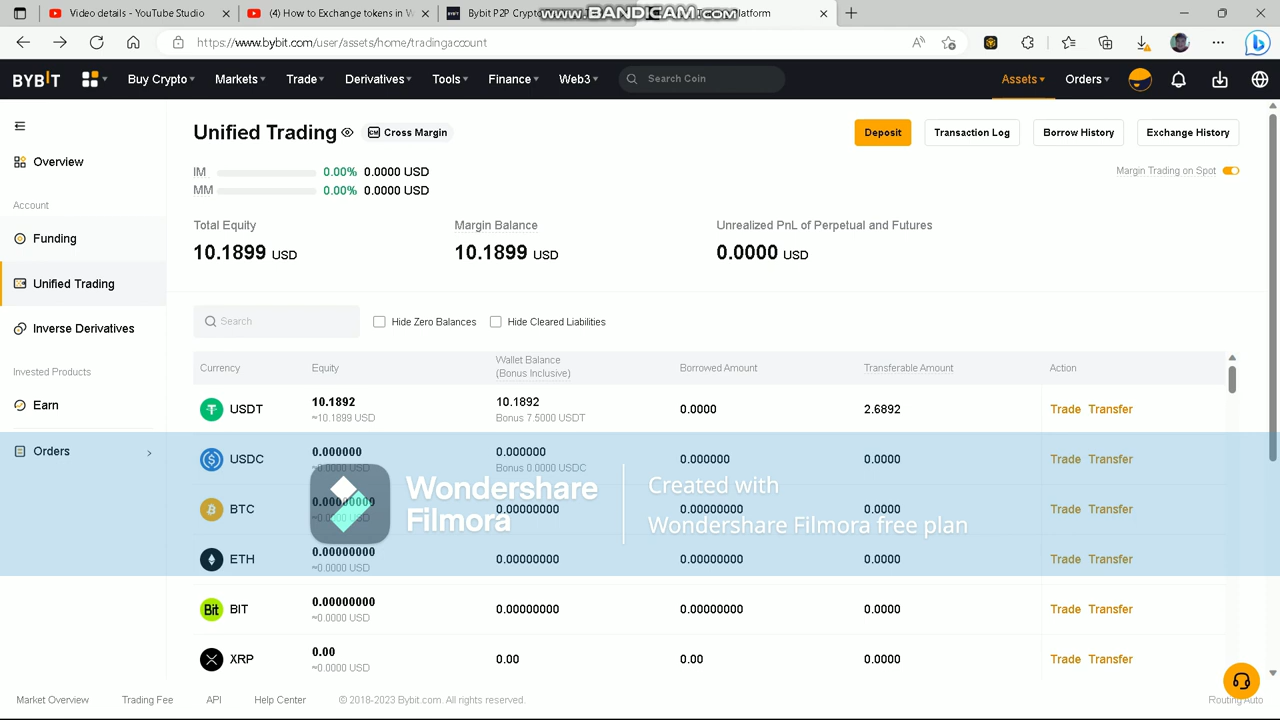 Video details - YouTube Studio
(4) How to Exchange tokens in
Bybit P2P Crypto
www.BANDICAM.com
Platform
https://www.bybit.com/user/assets/home/tradingaccount
BYBIT
Buy Crypto
Markets
Trade
Derivatives
Tools
Finance
Web3
Search Coin
Assets
Orders
Unified Trading
Cross Margin
Deposit
Transaction Log
Borrow History
Exchange History
Overview
IM 0.00% 0.0000 USD
MM 0.00% 0.0000 USD
Margin Trading on Spot
Account
Funding
Unified Trading
Inverse Derivatives
Invested Products
Earn
Orders
Total Equity
Margin Balance
Unrealized PnL of Perpetual and Futures
10.1899 USD
10.1899 USD
0.0000 USD
Search
Hide Zero Balances
Hide Cleared Liabilities
Currency
Equity
Wallet Balance
(Bonus Inclusive)
Borrowed Amount
Transferable Amount
Action
USDT
10.1892
≈10.1899 USD
10.1892
Bonus 7.5000 USDT
0.0000
2.6892
Trade Transfer
USDC
0.000000
≈0.0000 USD
0.000000
Bonus 0.0000 USDC
0.000000
0.0000
Trade Transfer
BTC
0.00000000
≈0.0000 USD
0.00000000
0.00000000
0.0000
Trade Transfer
Wondershare
Filmora
Created with
Wondershare Filmora free plan
ETH
0.00000000
≈0.0000 USD
0.00000000
0.00000000
0.0000
Trade Transfer
BIT
0.00000000
≈0.0000 USD
0.00000000
0.00000000
0.0000
Trade Transfer
XRP
0.00
≈0.0000 USD
0.00
0.00
0.0000
Trade Transfer
Market Overview
Trading Fee
API
Help Center
© 2018-2023 Bybit.com. All rights reserved.
Routing Auto